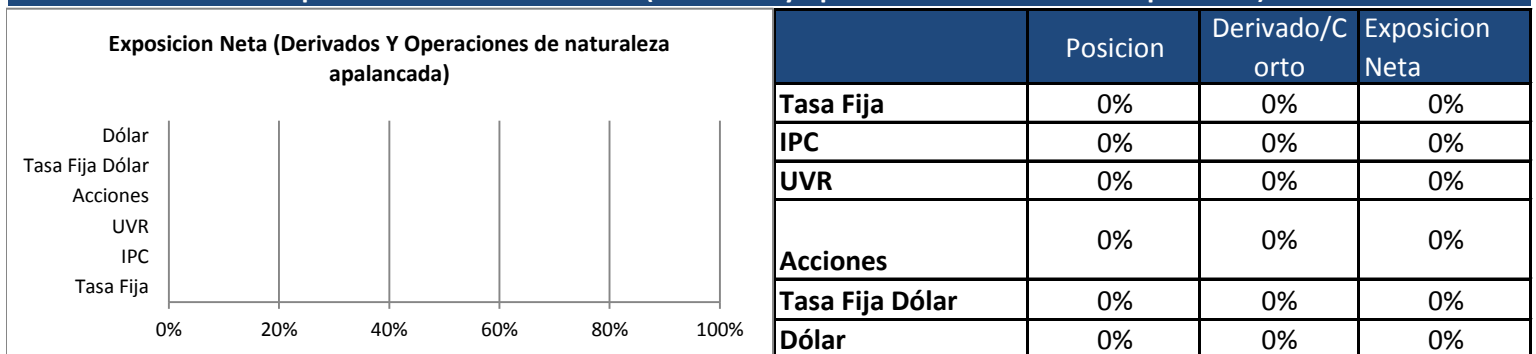 Exposicion Neta (Derivados Y Operaciones de naturaleza
apalancada)
Dólar
Tasa Fija Dólar
Acciones
UVR
IPC
Tasa Fija
0% 20% 40% 60% 80% 100%
Posicion Derivado/C Exposicion
orto Neta
Tasa Fija 0% 0% 0%
IPC 0% 0% 0%
UVR 0% 0% 0%
Acciones 0% 0% 0%
Tasa Fija Dólar 0% 0% 0%
Dólar 0% 0% 0%